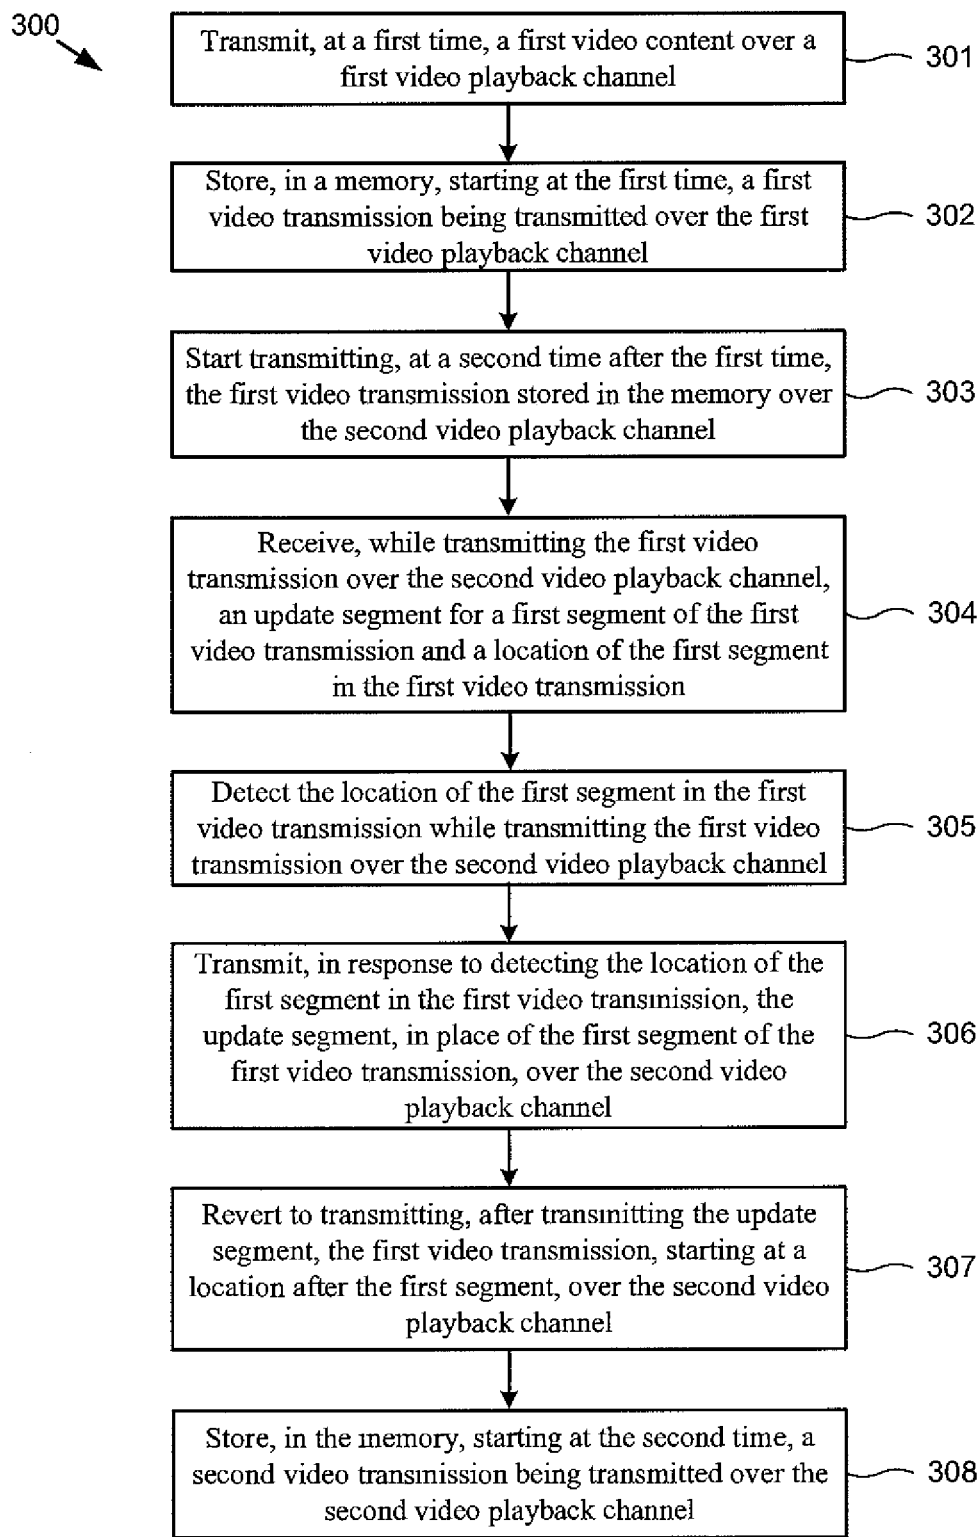 300
Transmit, at a first time, a first video content over a
first video playback channel
301
Store, in a memory, starting at the first time, a first
video transmission being transmitted over the first
video playback channel
302
Start transmitting, at a second time after the first time,
the first video transmission stored in the memory over
the second video playback channel
303
Receive, while transmitting the first video
transmission over the second video playback channel,
an update segment for a first segment of the first
video transmission and a location of the first segment
in the first video transmission
304
Detect the location of the first segment in the first
video transmission while transmitting the first video
transmission over the second video playback channel
305
Transmit, in response to detecting the location of the
first segment in the first video transmission, the
update segment, in place of the first segment of the
first video transmission, over the second video
playback channel
306
Revert to transmitting, after transmitting the update
segment, the first video transmission, starting at a
location after the first segment, over the second video
playback channel
307
Store, in the memory, starting at the second time, a
second video transmission being transmitted over the
second video playback channel
308